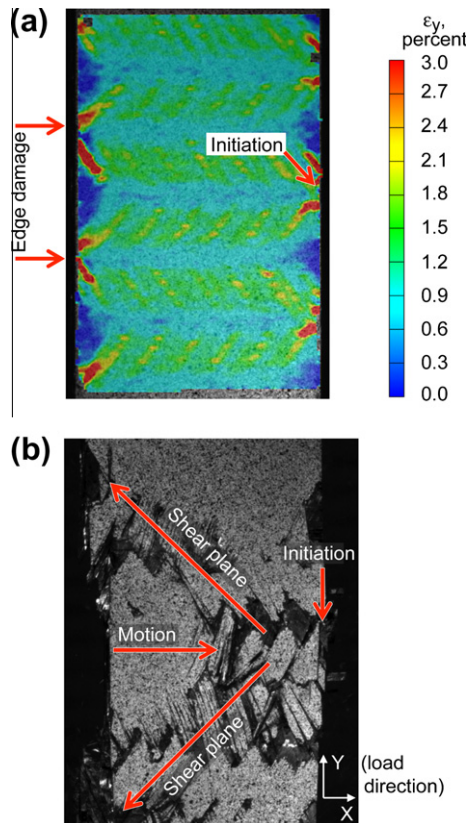 (a)
εy,
percent
3.0
2.7
2.4
2.1
1.8
1.5
1.2
0.9
0.6
0.3
0.0
Edge damage
Initiation
(b)
Shear plane
Initiation
Motion
Shear plane
Y
(load
direction)
X